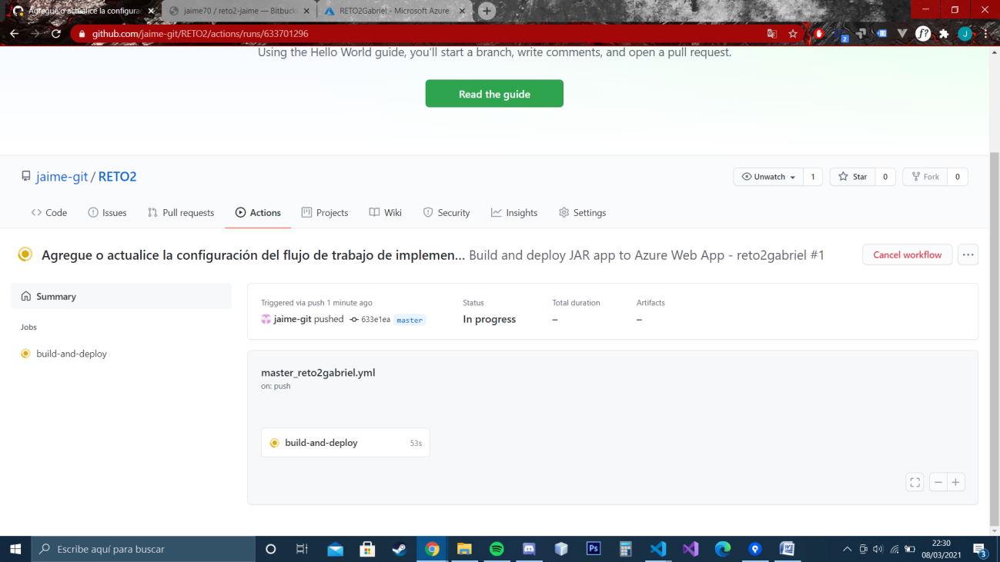 Agregue o actualice la configura
jaime70 / reto2-jaime — Bitbuck
RETO2Gabriel - Microsoft Azure
github.com/jaime-git/RETO2/actions/runs/633701296
2
f?
J
Using the Hello World guide, you'll start a branch, write comments, and open a pull request.
Read the guide
jaime-git / RETO2
Unwatch 1
Star 0
Fork 0
Code Issues Pull requests Actions Projects Wiki Security Insights Settings
Agregue o actualice la configuración del flujo de trabajo de implemen... Build and deploy JAR app to Azure Web App - reto2gabriel #1
Cancel workflow
Summary
Jobs
build-and-deploy
Triggered via push 1 minute ago
jaime-git pushed 633e1ea master
Status
In progress
Total duration
–
Artifacts
–
master_reto2gabriel.yml
on: push
build-and-deploy 53s
Escribe aquí para buscar
Ps
22:30
08/03/2021
3